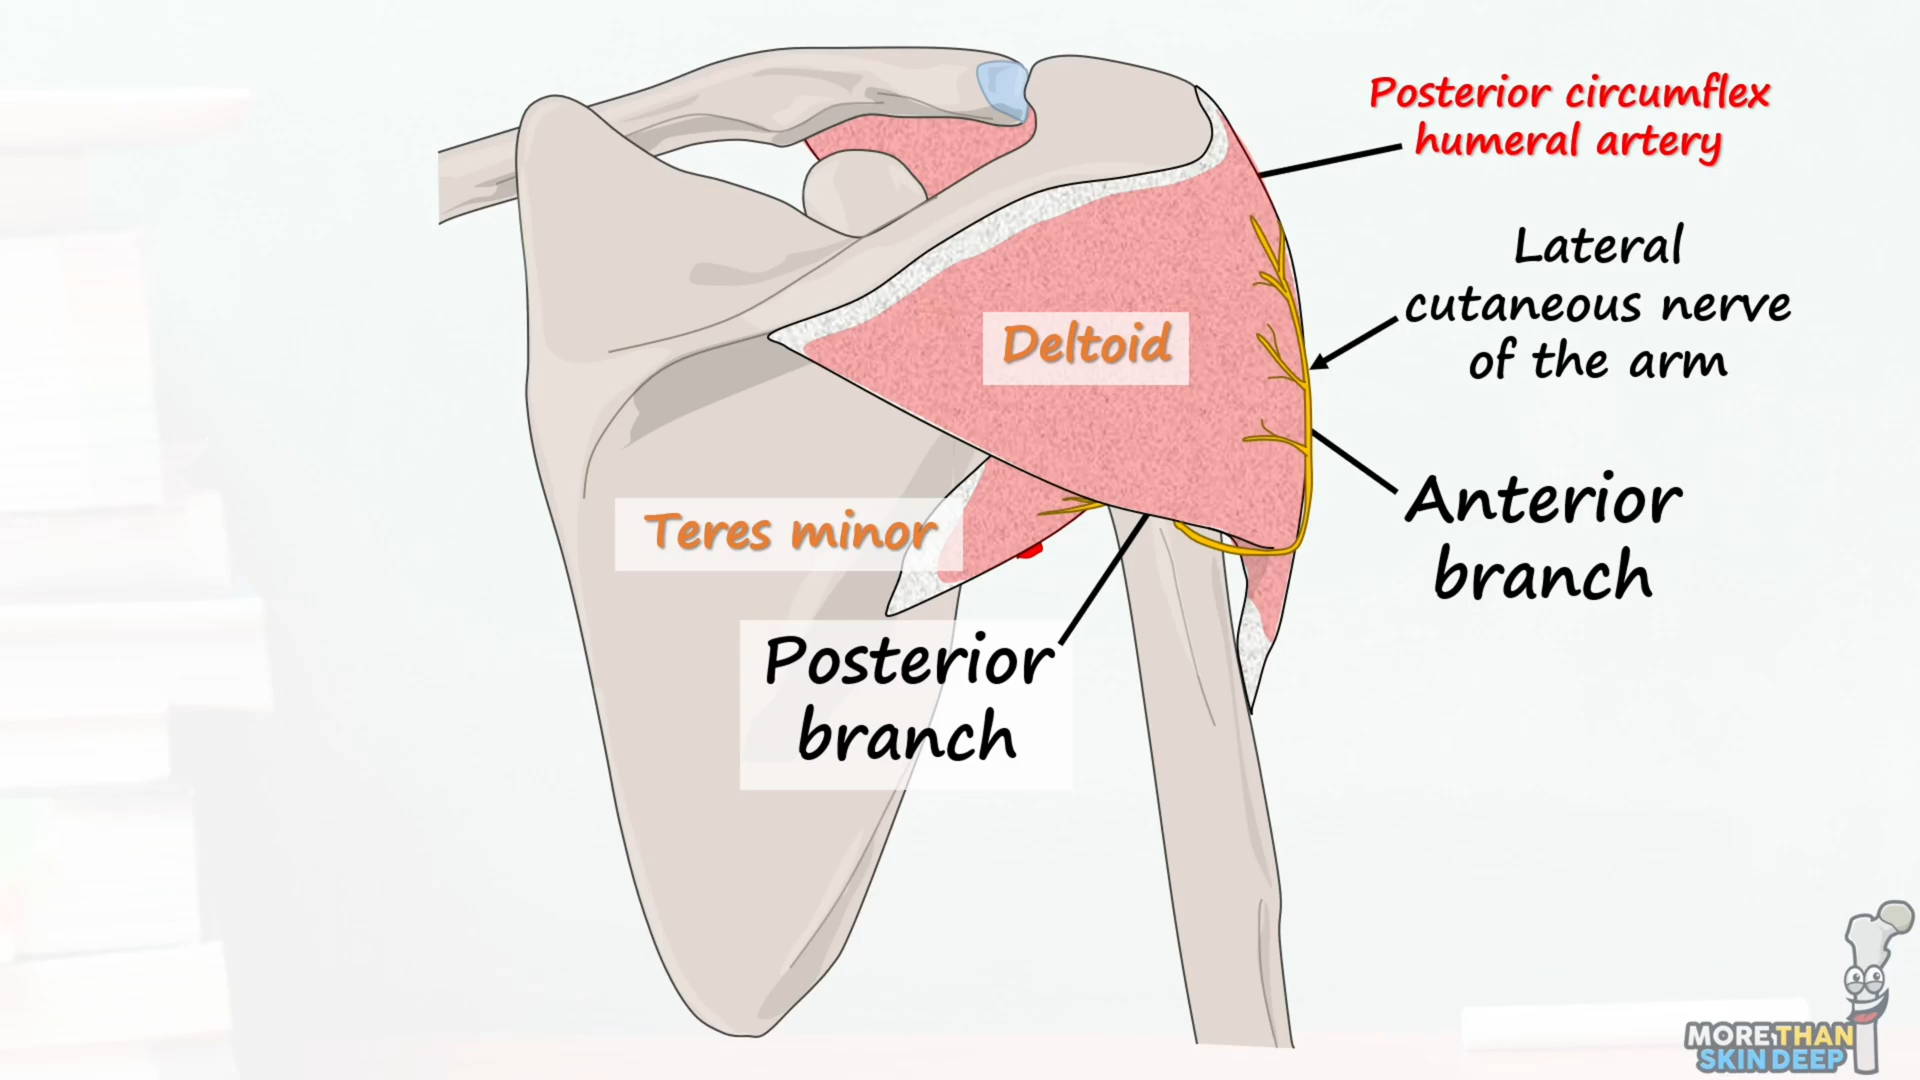 Posterior circumflex
humeral artery
Lateral
cutaneous nerve
of the arm
Deltoid
Anterior
branch
Teres minor
Posterior
branch
MORE THAN
SKIN DEEP